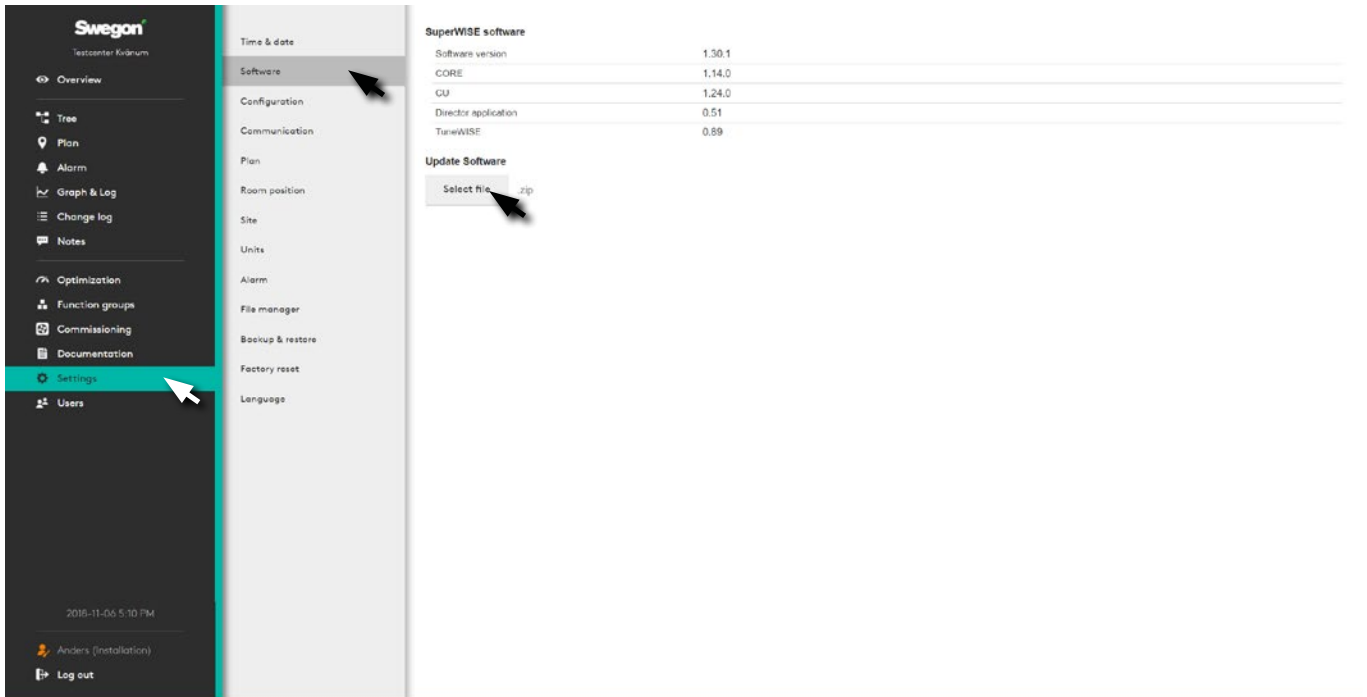 Swegon
Testcenter Kvänum
Overview
Tree
Plan
Alarm
Graph & Log
Change log
Notes
Optimization
Function groups
Commissioning
Documentation
Settings
Users
2018-11-06 5:10 PM
Anders (Installation)
Log out
Time & date
Software
Configuration
Communication
Plan
Room position
Site
Units
Alarm
File manager
Backup & restore
Factory reset
Language
SuperWISE software
Software version 1.30.1
CORE 1.14.0
CU 1.24.0
Director application 0.51
TuneWISE 0.89
Update Software
Select file .zip